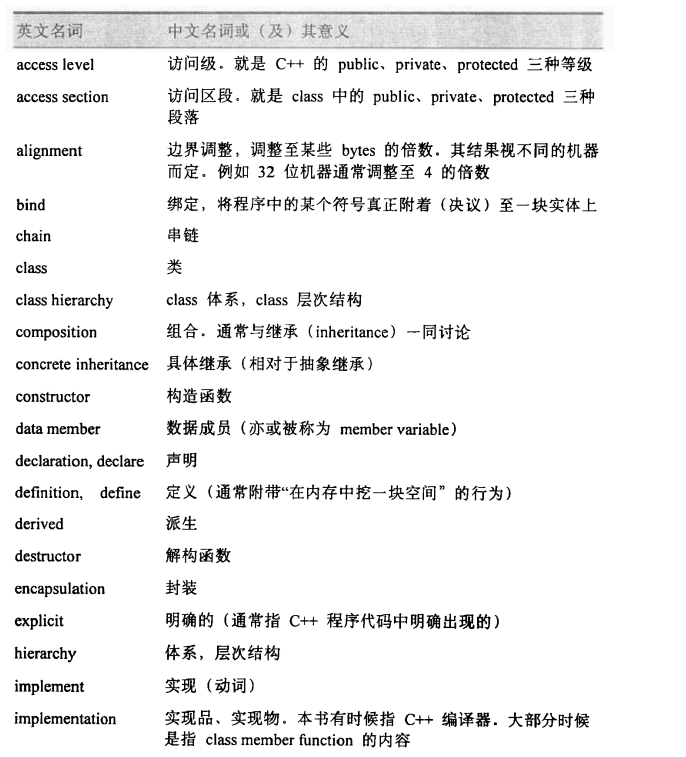 英文名词 中文名词或（及）其意义
access level 访问级。就是 C++ 的 public、private、protected 三种等级
access section 访问区段。就是 class 中的 public、private、protected 三种
段落
alignment 边界调整，调整至某些 bytes 的倍数。其结果视不同的机器
而定。例如 32 位机器通常调整至 4 的倍数
bind 绑定，将程序中的某个符号真正附着（决议）至一块实体上
chain 串链
class 类
class hierarchy class 体系，class 层次结构
composition 组合。通常与继承（inheritance）一同讨论
concrete inheritance 具体继承（相对于抽象继承）
constructor 构造函数
data member 数据成员（亦或被称为 member variable）
declaration, declare 声明
definition, define 定义（通常附带“在内存中挖一块空间”的行为）
derived 派生
destructor 解构函数
encapsulation 封装
explicit 明确的（通常指 C++ 程序代码中明确出现的）
hierarchy 体系，层次结构
implement 实现（动词）
implementation 实现品、实现物。本书有时候指 C++ 编译器。大部分时候
是指 class member function 的内容